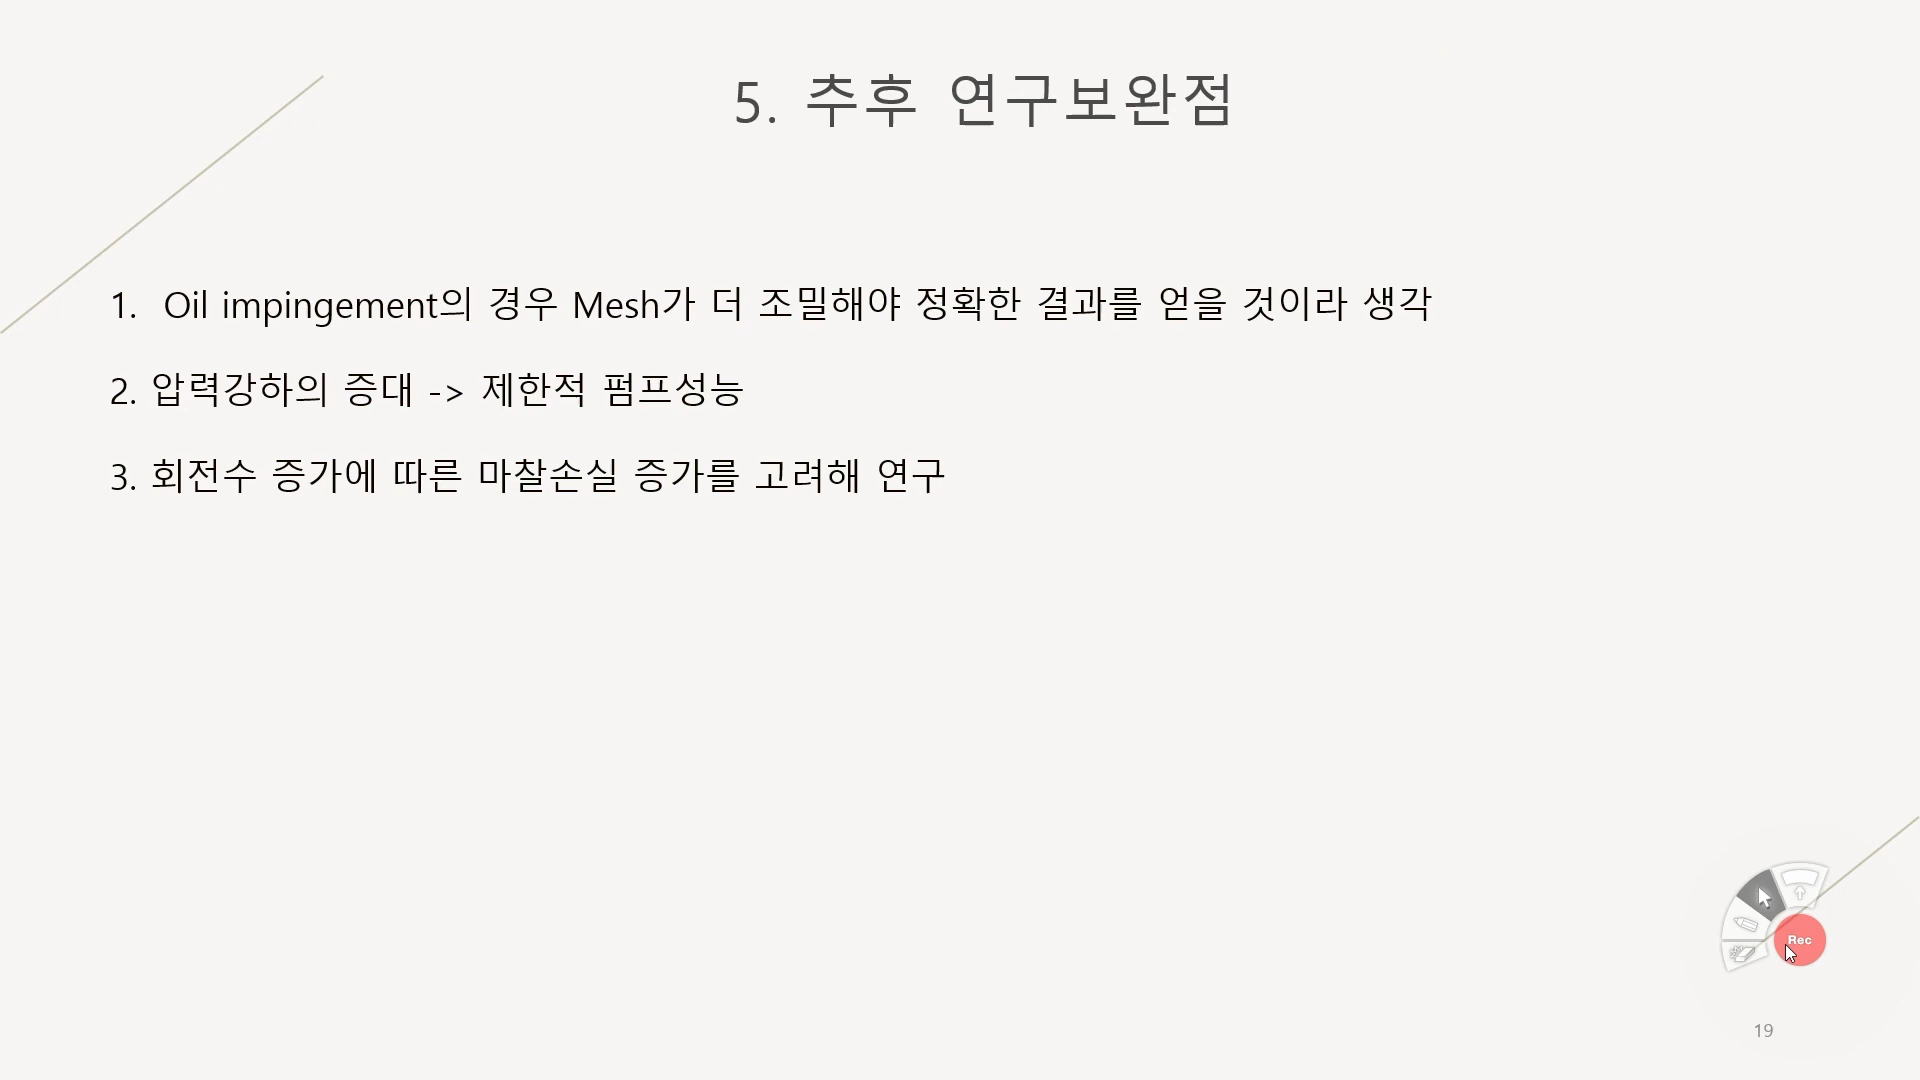 5. 추후 연구보완점
1. Oil impingement의 경우 Mesh가 더 조밀해야 정확한 결과를 얻을 것이라 생각
2. 압력강하의 증대 -> 제한적 펌프성능
3. 회전수 증가에 따른 마찰손실 증가를 고려해 연구
Rec
19